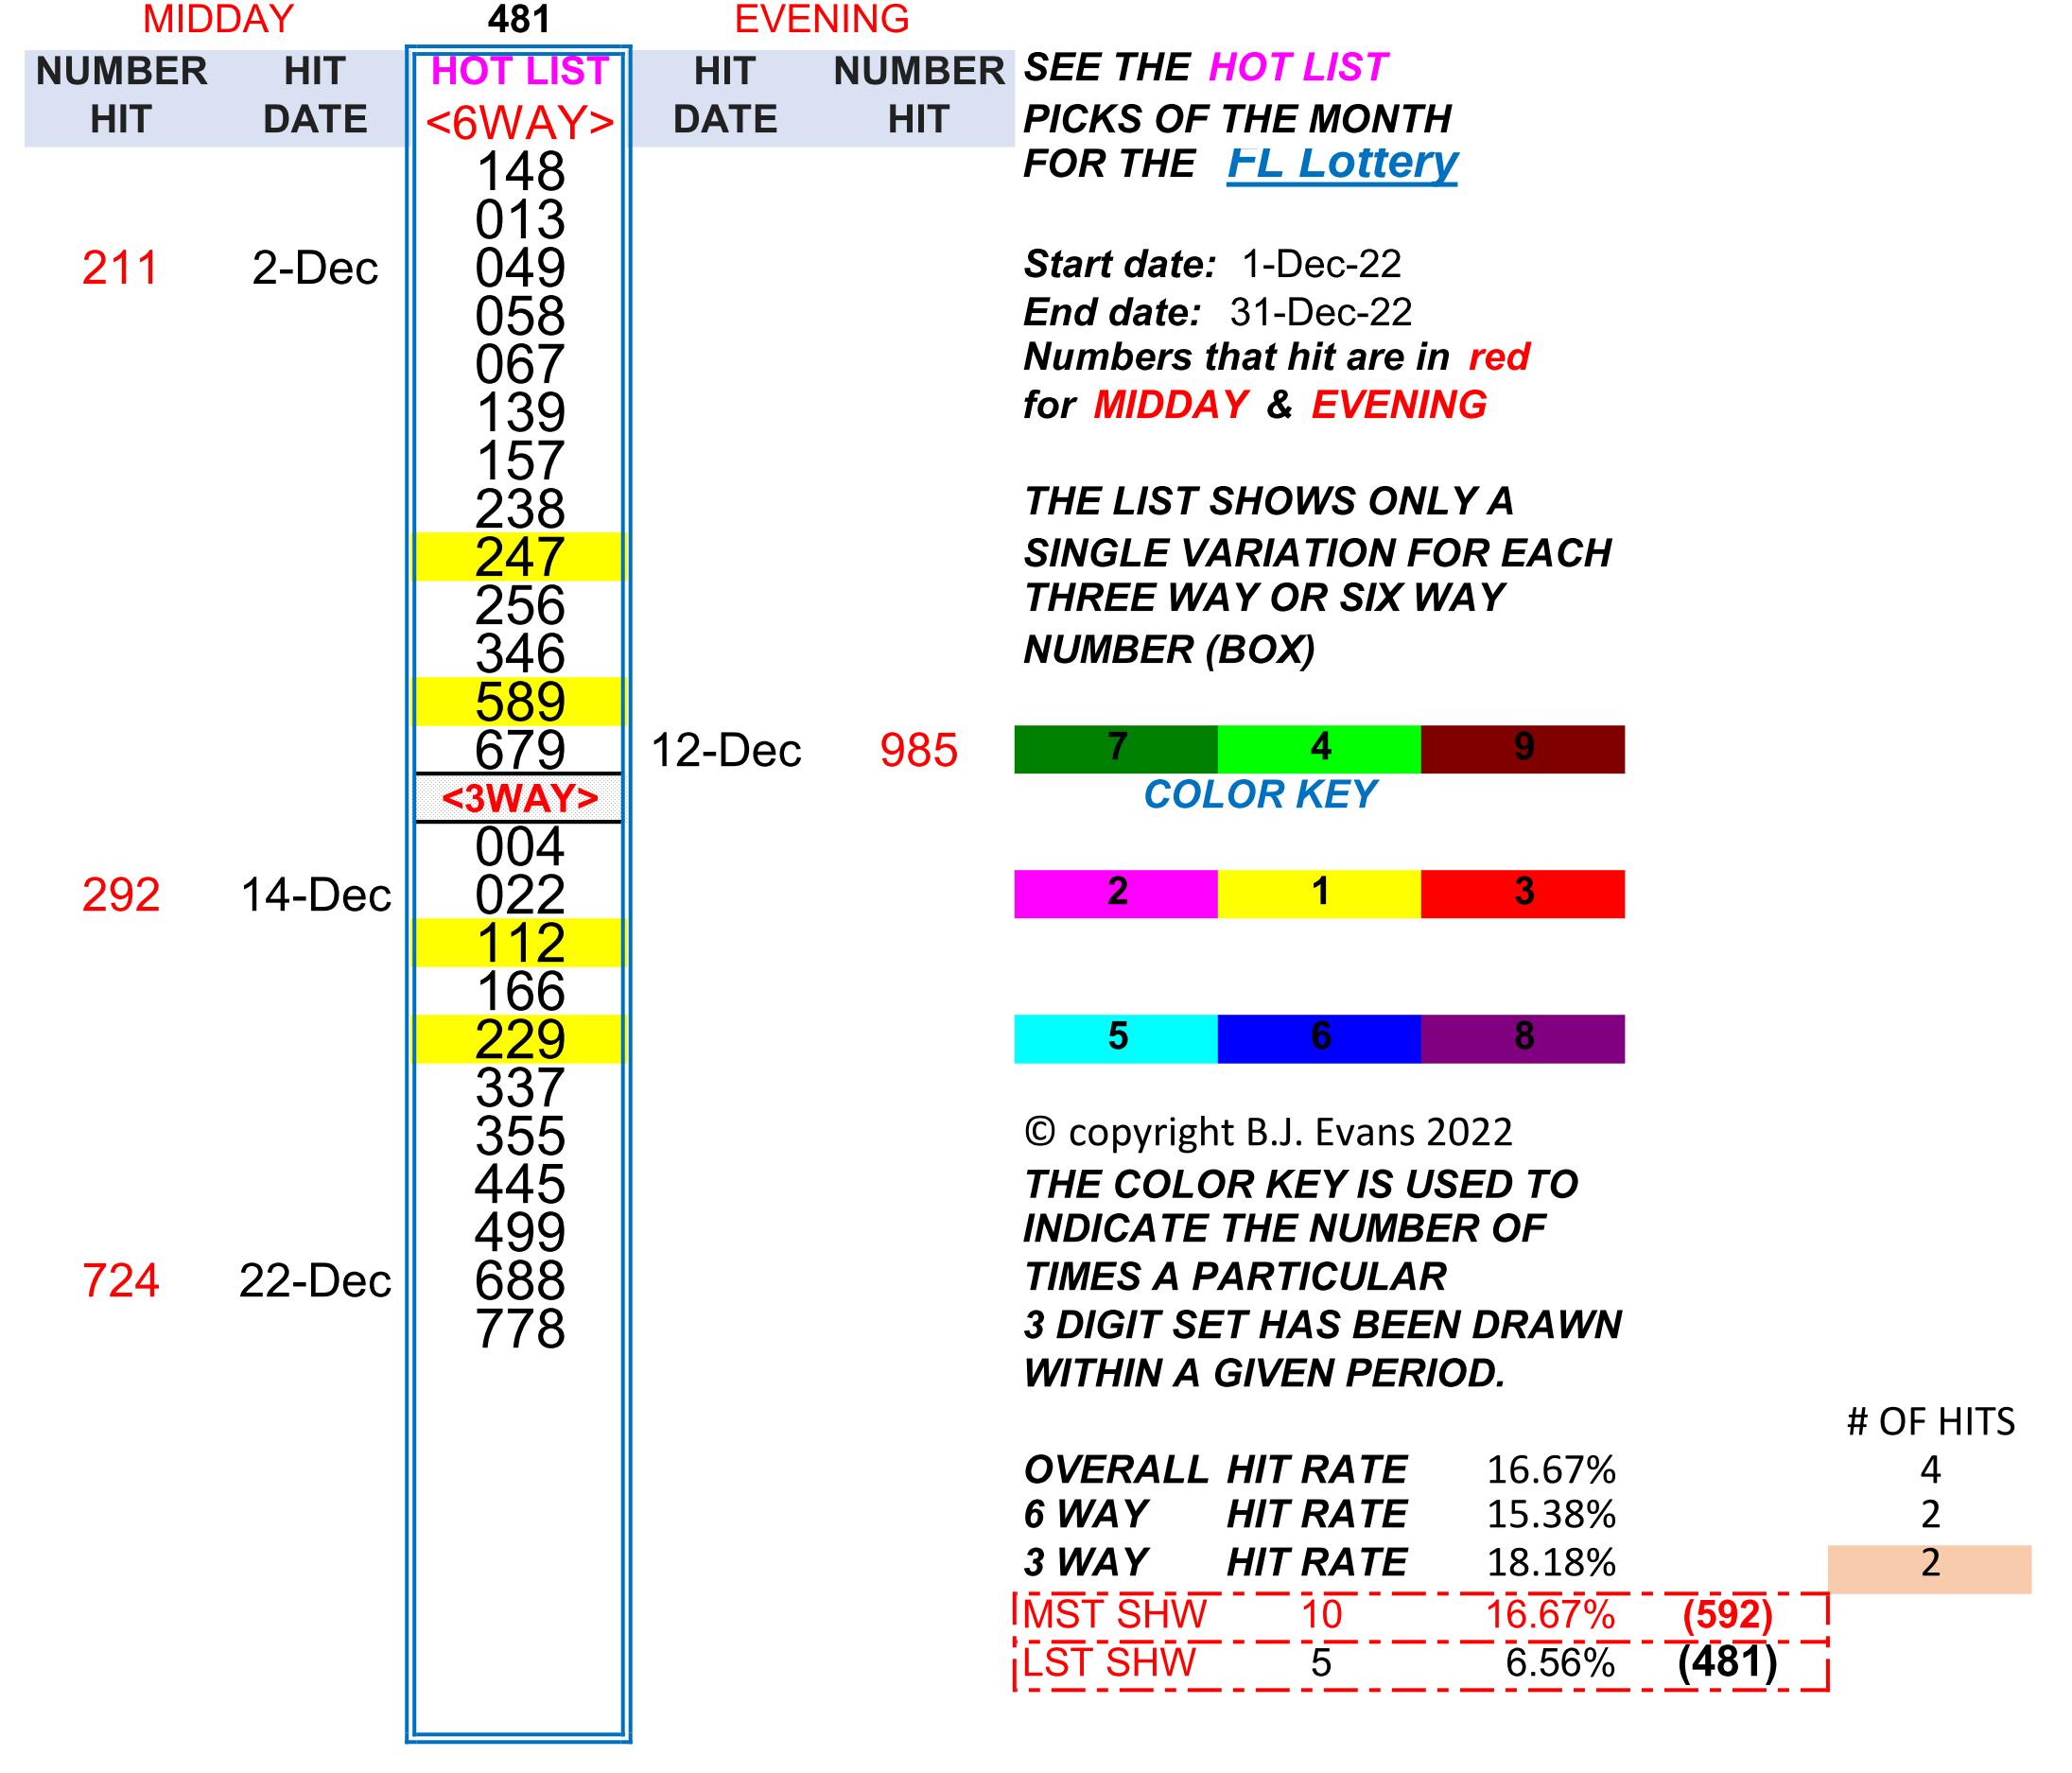 MIDDAY 481 EVENING
NUMBER HIT HOT LIST HIT NUMBER SEE THE HOT LIST
HIT DATE <6WAY> DATE HIT PICKS OF THE MONTH
148 FOR THE FL Lottery
013
211 2-Dec 049 Start date: 1-Dec-22
058 End date: 31-Dec-22
067 Numbers that hit are in red
139 for MIDDAY & EVENING
157
238 THE LIST SHOWS ONLY A
247 SINGLE VARIATION FOR EACH
256 THREE WAY OR SIX WAY
346 NUMBER (BOX)
589
679 12-Dec 985 7 4 9
<3WAY> COLOR KEY
004
292 14-Dec 022 2 1 3
112
166
229 5 6 8
337
355 © copyright B.J. Evans 2022
445 THE COLOR KEY IS USED TO
499 INDICATE THE NUMBER OF
724 22-Dec 688 TIMES A PARTICULAR
778 3 DIGIT SET HAS BEEN DRAWN
WITHIN A GIVEN PERIOD.
# OF HITS
OVERALL HIT RATE 16.67% 4
6 WAY HIT RATE 15.38% 2
3 WAY HIT RATE 18.18% 2
MST SHW 10 16.67% (592)
LST SHW 5 6.56% (481)